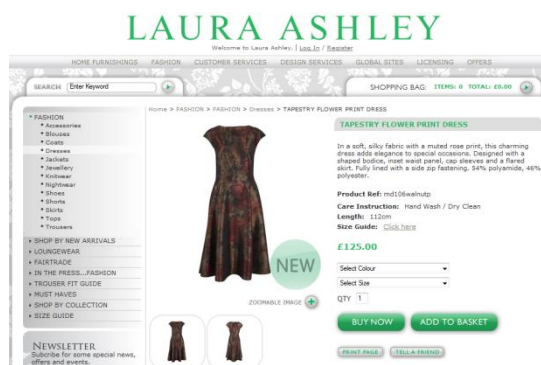 LAURA ASHLEY
Welcome to Laura Ashley. | Log In / Register
HOME FURNISHINGS FASHION CUSTOMER SERVICES DESIGN SERVICES GLOBAL SITES LICENSING OFFERS
SEARCH Enter Keyword
SHOPPING BAG: ITEMS: 0 TOTAL: £0.00
Home > FASHION > FASHION > Dresses > TAPESTRY FLOWER PRINT DRESS
FASHION
Accessories
Blouses
Coats
Dresses
Jackets
Jewellery
Knitwear
Nightwear
Shoes
Shorts
Skirts
Tops
Trousers
SHOP BY NEW ARRIVALS
LOUNGEWEAR
FAIRTRADE
IN THE PRESS...FASHION
TROUSER FIT GUIDE
MUST HAVES
SHOP BY COLLECTION
SIZE GUIDE
NEWSLETTER
Subcribe for some special news,
offers and events.
NEW
ZOOMABLE IMAGE
TAPESTRY FLOWER PRINT DRESS
In a soft, silky fabric with a muted rose print, this charming
dress adds elegance to special occasions. Designed with a
shaped bodice, inset waist panel, cap sleeves and a flared
skirt. Fully lined with a side zip fastening. 54% polyamide, 46%
polyester.
Product Ref: md106walnutp
Care Instruction: Hand Wash / Dry Clean
Length: 112cm
Size Guide: Click here
£125.00
Select Colour
Select Size
QTY 1
BUY NOW ADD TO BASKET
PRINT PAGE TELL A FRIEND